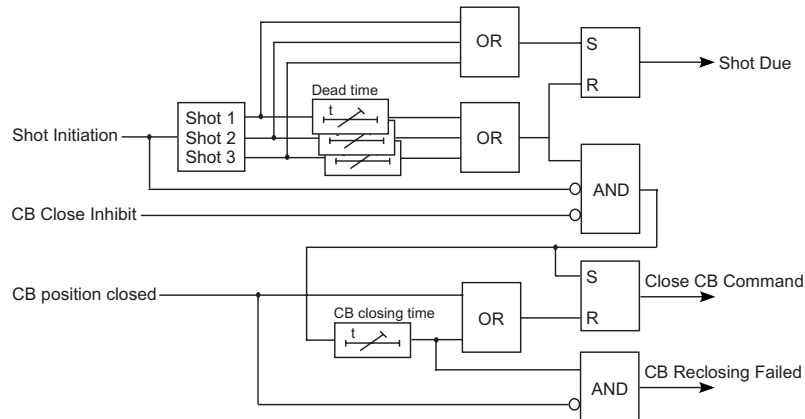 OR
S
R
Shot Due
Dead time
t
Shot 1
Shot 2
Shot 3
Shot Initiation
OR
AND
CB Close Inhibit
S
R
Close CB Command
CB position closed
CB closing time
t
OR
AND
CB Reclosing Failed